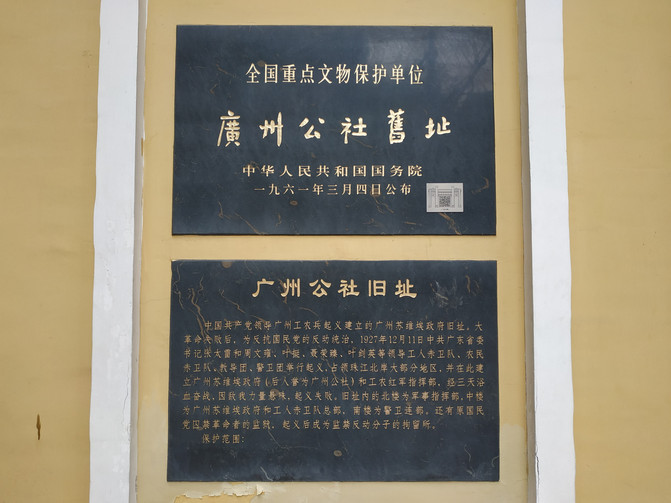 全国重点文物保护单位
廣州公社舊址
中华人民共和国国务院
一九六一年三月四日公布
广州公社旧址
中国共产党领导广州工农兵起义建立的广州苏维埃政府旧址。大
革命失败后，为反抗国民党的反动统治，1927年12月11日中共广东省委
书记张太雷和周文雍、叶挺、聂荣臻、叶剑英等领导工人赤卫队、农民
赤卫队、教导团、警卫团举行起义，占领珠江北岸大部分地区，并在此建
立广州苏维埃政府（后人誉为广州公社）和工农红军指挥部，经三天浴
血奋战，因敌我力量悬殊，起义失败。旧址内的北楼为军事指挥部，中楼
为广州苏维埃政府和工人赤卫队总部，南楼为警卫连部。还有原国民
党囚禁革命者的监狱，起义后成为监禁反动分子的拘留所。
保护范围：